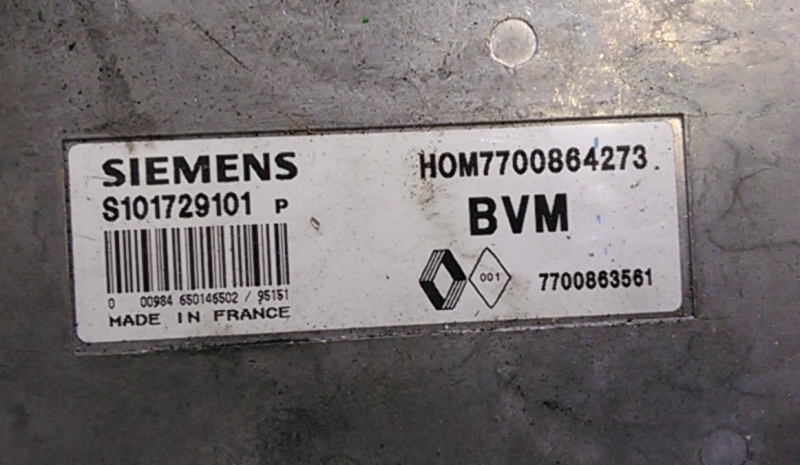 SIEMENS
S101729101 P
0 00984 650146502 / 95151
MADE IN FRANCE
HOM7700864273.
BVM
001
7700863561